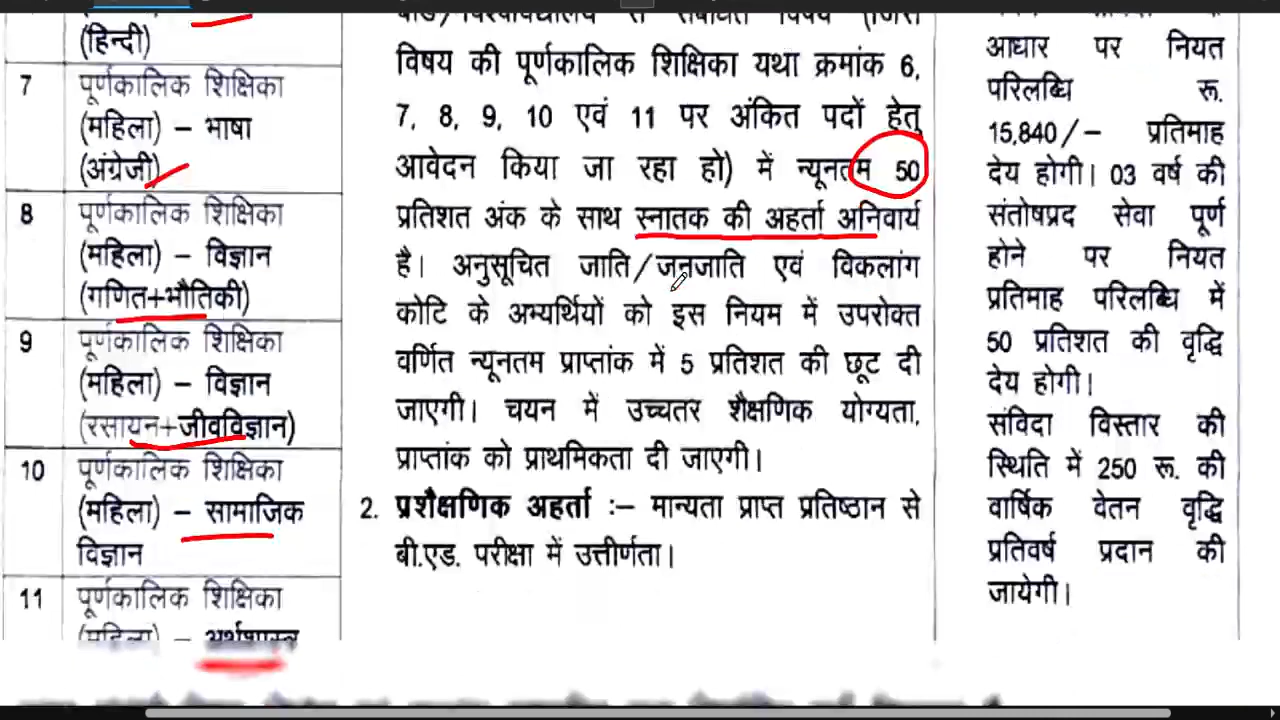 (हिन्दी)
7 पूर्णकालिक शिक्षिका
(महिला) – भाषा
(अंग्रेजी)
8 पूर्णकालिक शिक्षिका
(महिला) – विज्ञान
(गणित+भौतिकी)
9 पूर्णकालिक शिक्षिका
(महिला) – विज्ञान
(रसायन+जीवविज्ञान)
10 पूर्णकालिक शिक्षिका
(महिला) – सामाजिक
विज्ञान
11 पूर्णकालिक शिक्षिका
(महिला) – अर्थशास्त्र
विषय की पूर्णकालिक शिक्षिका यथा क्रमांक 6,
7, 8, 9, 10 एवं 11 पर अंकित पदों हेतु
आवेदन किया जा रहा हो) में न्यूनतम 50
प्रतिशत अंक के साथ स्नातक की अहर्ता अनिवार्य
है। अनुसूचित जाति/जनजाति एवं विकलांग
कोटि के अभ्यर्थियों को इस नियम में उपरोक्त
वर्णित न्यूनतम प्राप्तांक में 5 प्रतिशत की छूट दी
जाएगी। चयन में उच्चतर शैक्षणिक योग्यता,
प्राप्तांक को प्राथमिकता दी जाएगी।
2. प्रशैक्षणिक अहर्ता :– मान्यता प्राप्त प्रतिष्ठान से
बी.एड. परीक्षा में उत्तीर्णता।
आधार पर नियत
परिलब्धि रू.
15,840/– प्रतिमाह
देय होगी। 03 वर्ष की
संतोषप्रद सेवा पूर्ण
होने पर नियत
प्रतिमाह परिलब्धि में
50 प्रतिशत की वृद्धि
देय होगी।
संविदा विस्तार की
स्थिति में 250 रू. की
वार्षिक वेतन वृद्धि
प्रतिवर्ष प्रदान की
जायेगी।